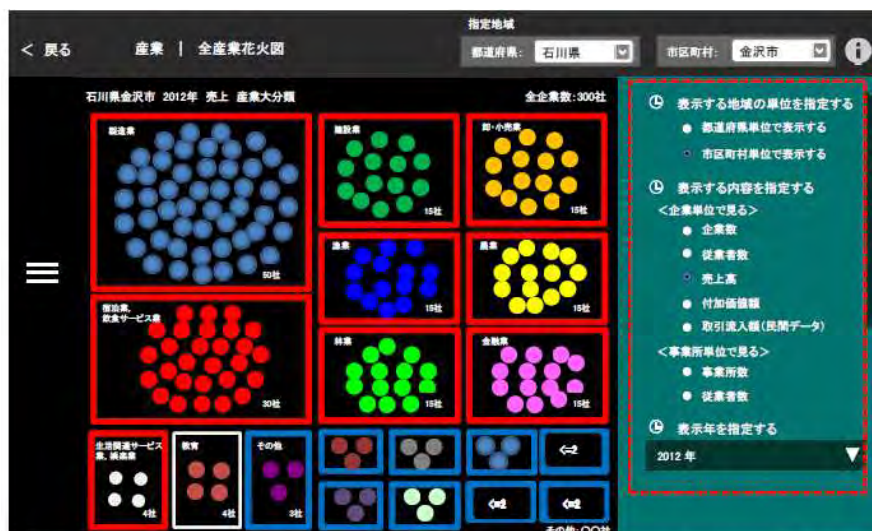 指定地域
< 戻る
産業 | 全産業花火図
都道府県: 石川県
市区町村: 金沢市
石川県金沢市 2012年 売上 産業大分類
全企業数:300社
製造業
50社
建設業
15社
卸・小売業
15社
漁業
15社
農業
15社
宿泊業,
飲食サービス業
30社
林業
15社
金融業
15社
生活関連サービス
業,娯楽業
4社
教育
4社
その他
3社
<=2
<=2
<=2
その他:〇〇社
表示する地域の単位を指定する
都道府県単位で表示する
市区町村単位で表示する
表示する内容を指定する
<企業単位で見る>
企業数
従業者数
売上高
付加価値額
取引流入額(民間データ)
<事業所単位で見る>
事業所数
従業者数
表示年を指定する
2012 年